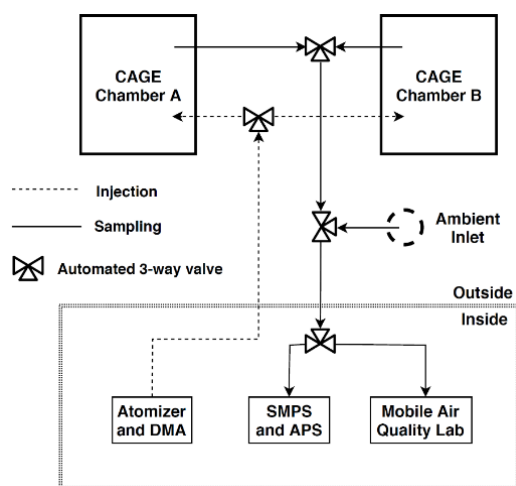 CAGE
Chamber A
CAGE
Chamber B
Injection
Sampling
Automated 3-way valve
Ambient
Inlet
Outside
Inside
Atomizer
and DMA
SMPS
and APS
Mobile Air
Quality Lab